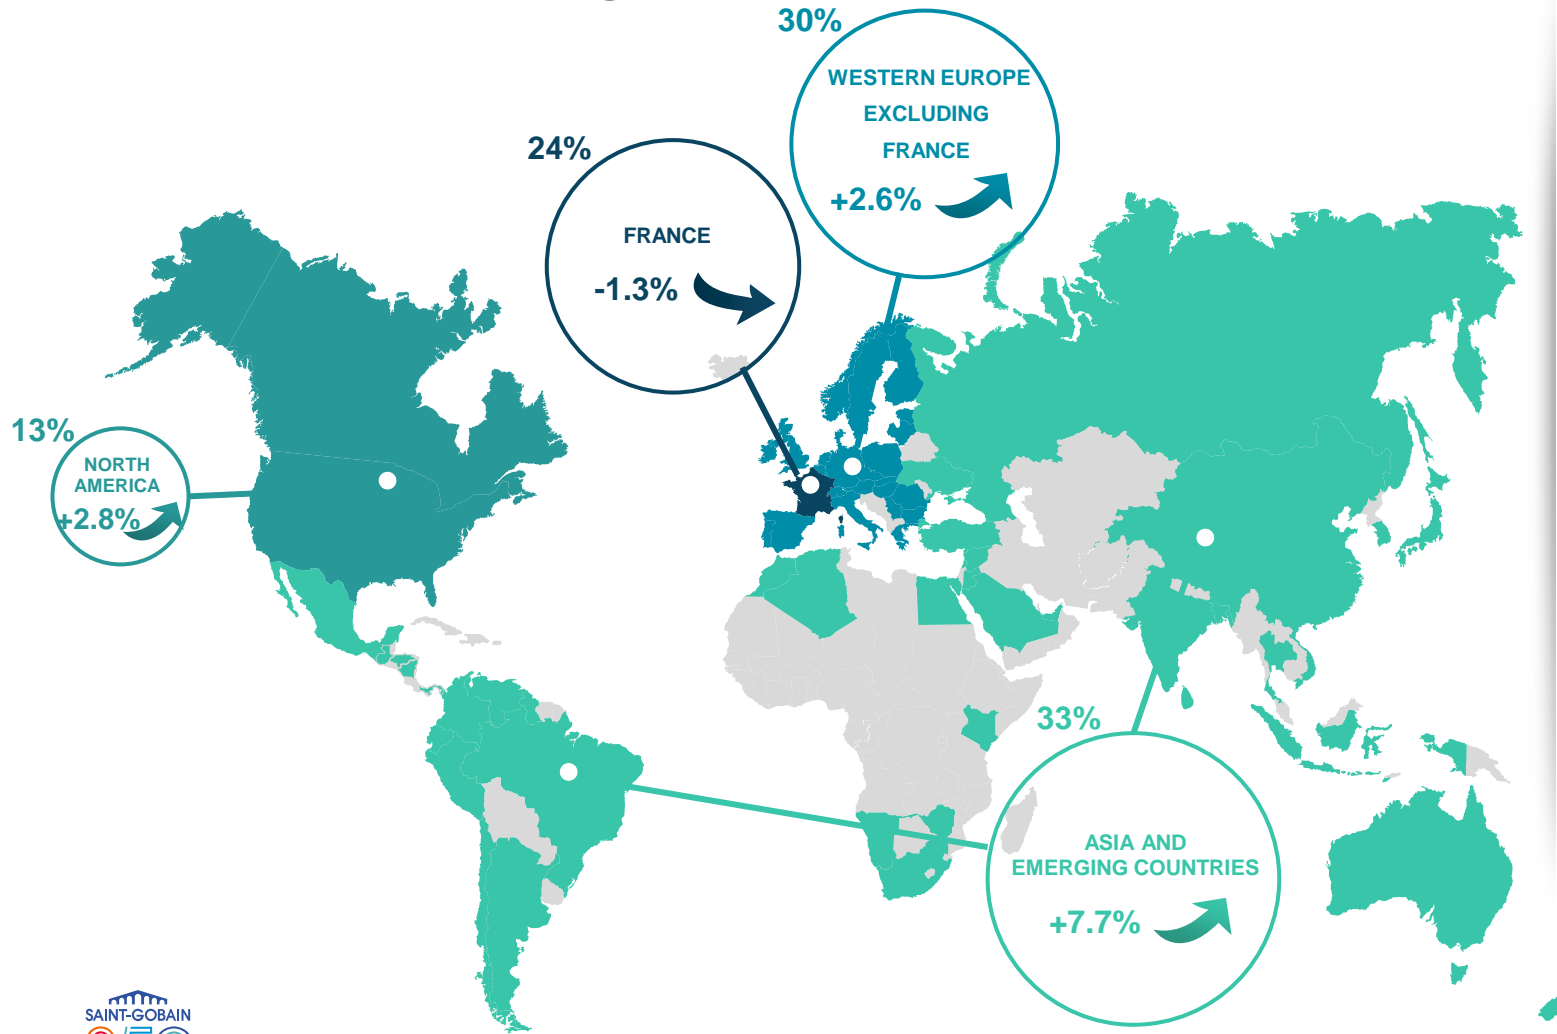 30%
WESTERN EUROPE
EXCLUDING
FRANCE
+2.6%
24%
FRANCE
-1.3%
13%
NORTH
AMERICA
+2.8%
33%
ASIA AND
EMERGING COUNTRIES
+7.7%
SAINT-GOBAIN